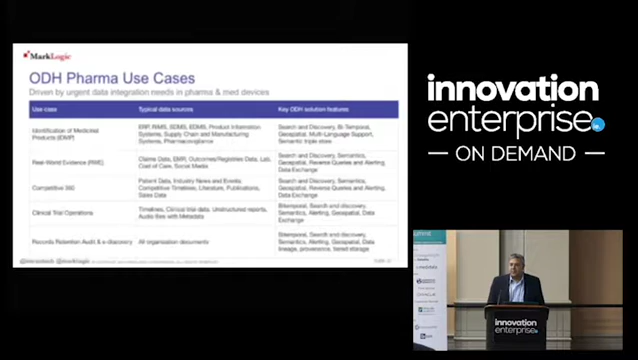 MarkLogic
ODH Pharma Use Cases
Driven by urgent data integration needs in pharma & med devices
Use case
Typical data sources
Key ODH solution features
Identification of Medicinal
Products (IDMP)
ERP, RIMS, EDMS, Product Information
Systems, Supply Chain and Manufacturing
Systems, Pharmacovigilance
Search and Discovery, Bi-Temporal,
Geospatial, Multi-Language Support,
Semantic triple store
Real-World Evidence (RWE)
Claims Data, EMR, Outcomes/Registries Data, Lab,
Cost of Care, Social Media
Search and Discovery, Semantics,
Geospatial, Reverse Queries and Alerting,
Data Exchange
Competitive 360
Patient Data, Industry News and Events,
Competitive Timelines, Literature, Publications,
Sales Data
Search and Discovery, Semantics,
Geospatial, Reverse Queries and Alerting,
Data Exchange
Clinical Trial Operations
Timelines, Clinical trial data, Unstructured reports,
Audio files with Metadata
Bitemporal, Search and discovery,
Semantics, Alerting, Geospatial, Data
Exchange
Records Retention Audit & e-discovery
All organisation documents
Bitemporal, Search and discovery,
Semantics, Alerting, Geospatial, Data
lineage, provenance, tiered storage
@marklogic
innovation
enterprise
ON DEMAND
innovation
enterprise